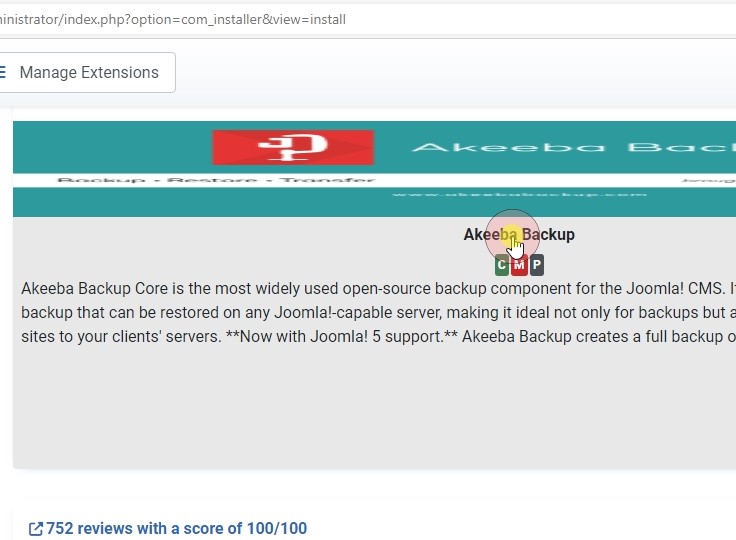 ninistrator/index.php?option=com_installer&view=install
Manage Extensions
Akeeba Bac
Backup • Restore • Transfer
www.akeebabackup.com
Akeeba Backup
C M P
Akeeba Backup Core is the most widely used open-source backup component for the Joomla! CMS. I
backup that can be restored on any Joomla!-capable server, making it ideal not only for backups but a
sites to your clients' servers. **Now with Joomla! 5 support.** Akeeba Backup creates a full backup o
752 reviews with a score of 100/100